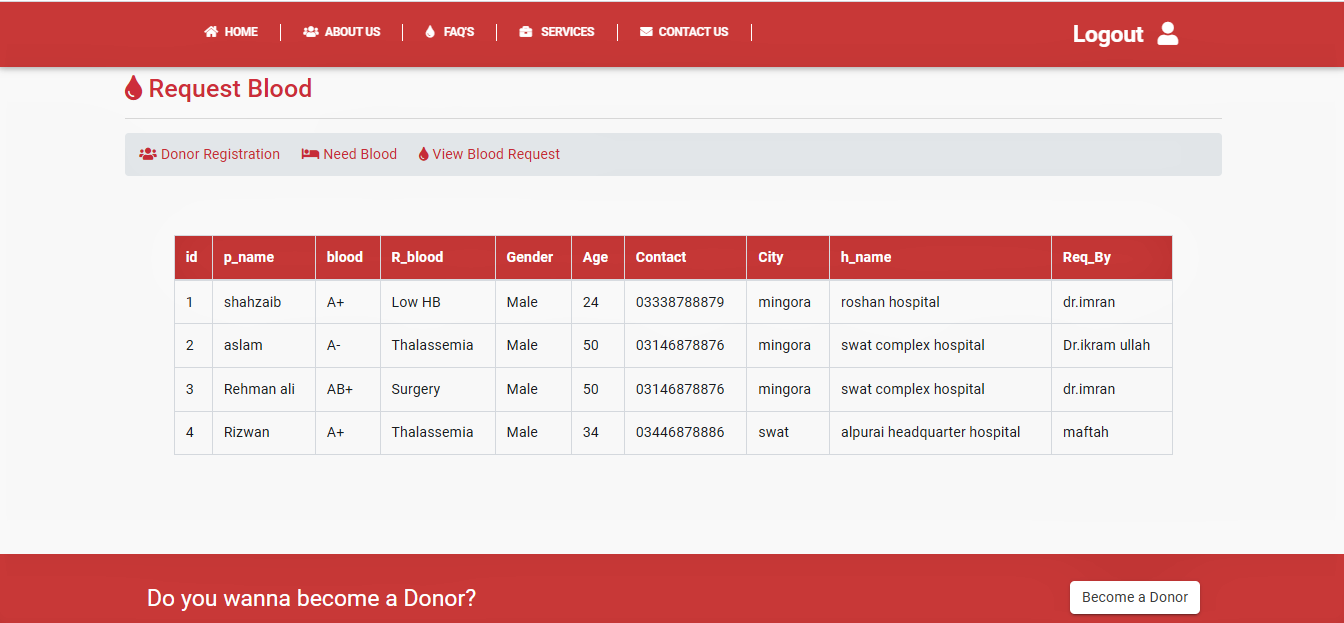 HOME ABOUT US FAQ'S SERVICES CONTACT US Logout
Request Blood
Donor Registration Need Blood View Blood Request
id p_name blood R_blood Gender Age Contact City h_name Req_By
1 shahzaib A+ Low HB Male 24 03338788879 mingora roshan hospital dr.imran
2 aslam A- Thalassemia Male 50 03146878876 mingora swat complex hospital Dr.ikram ullah
3 Rehman ali AB+ Surgery Male 50 03146878876 mingora swat complex hospital dr.imran
4 Rizwan A+ Thalassemia Male 34 03446878886 swat alpurai headquarter hospital maftah
Do you wanna become a Donor? Become a Donor